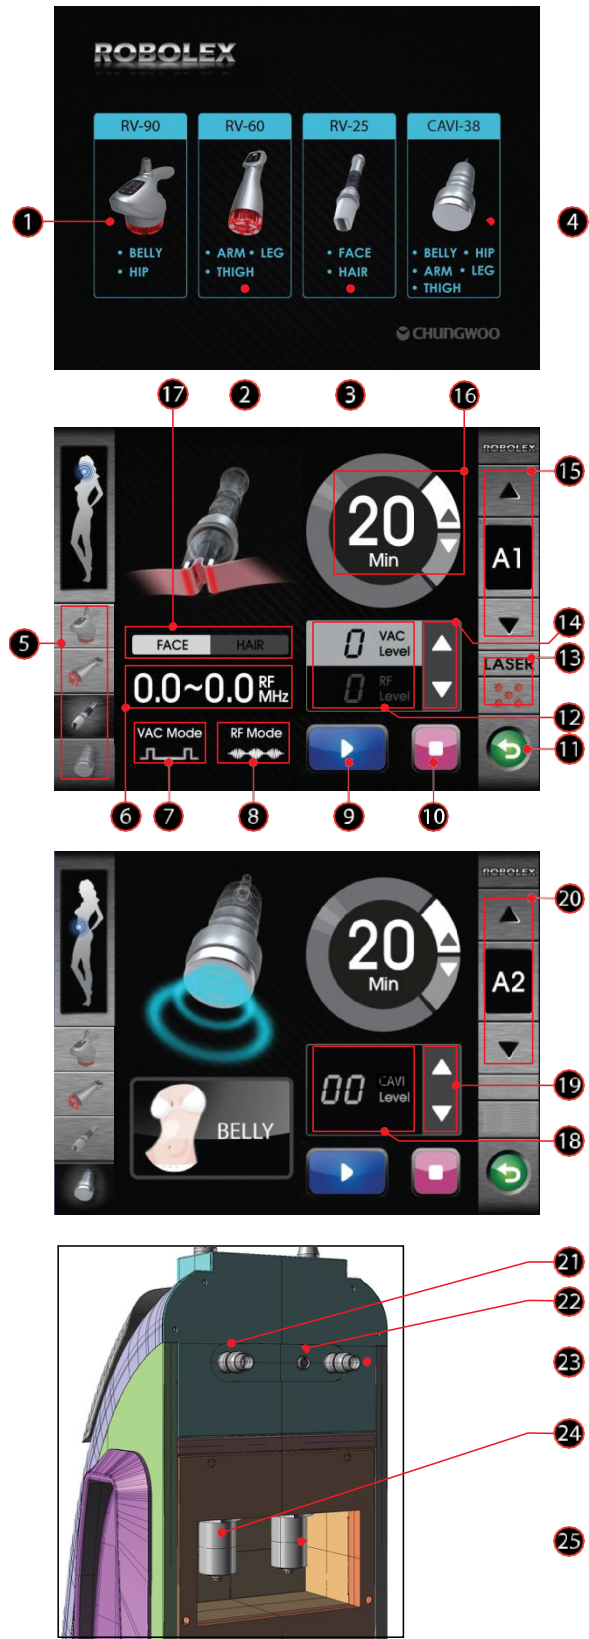 ROBOLEX
RV-90 RV-60 RV-25 CAVI-38
1 4
• BELLY • ARM • LEG • FACE • BELLY • HIP
• HIP • THIGH • HAIR • ARM • LEG
• THIGH
CHUNGWOO
17 2 3 16
ROBOLEX
15
20
Min
A1
5
14
FACE HAIR
0 VAC Level
LASER
13
0.0~0.0 RF MHz
0 RF Level
12
VAC Mode RF Mode
11
6 7 8 9 10
ROBOLEX
20
20
Min
A2
00 CAVI Level
19
BELLY
18
21
22
23
24
25